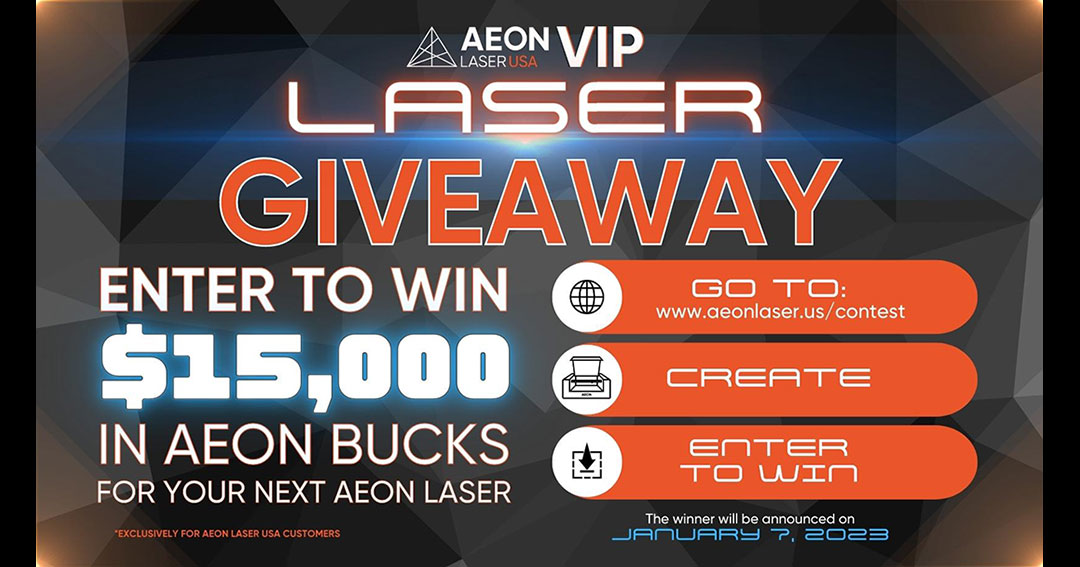 AEON VIP
LASER USA
LASER
GIVEAWAY
ENTER TO WIN
$15,000
IN AEON BUCKS
FOR YOUR NEXT AEON LASER
*EXCLUSIVELY FOR AEON LASER USA CUSTOMERS
GO TO:
www.aeonlaser.us/contest
CREATE
ENTER
TO WIN
The winner will be announced on
JANUARY 7, 2023